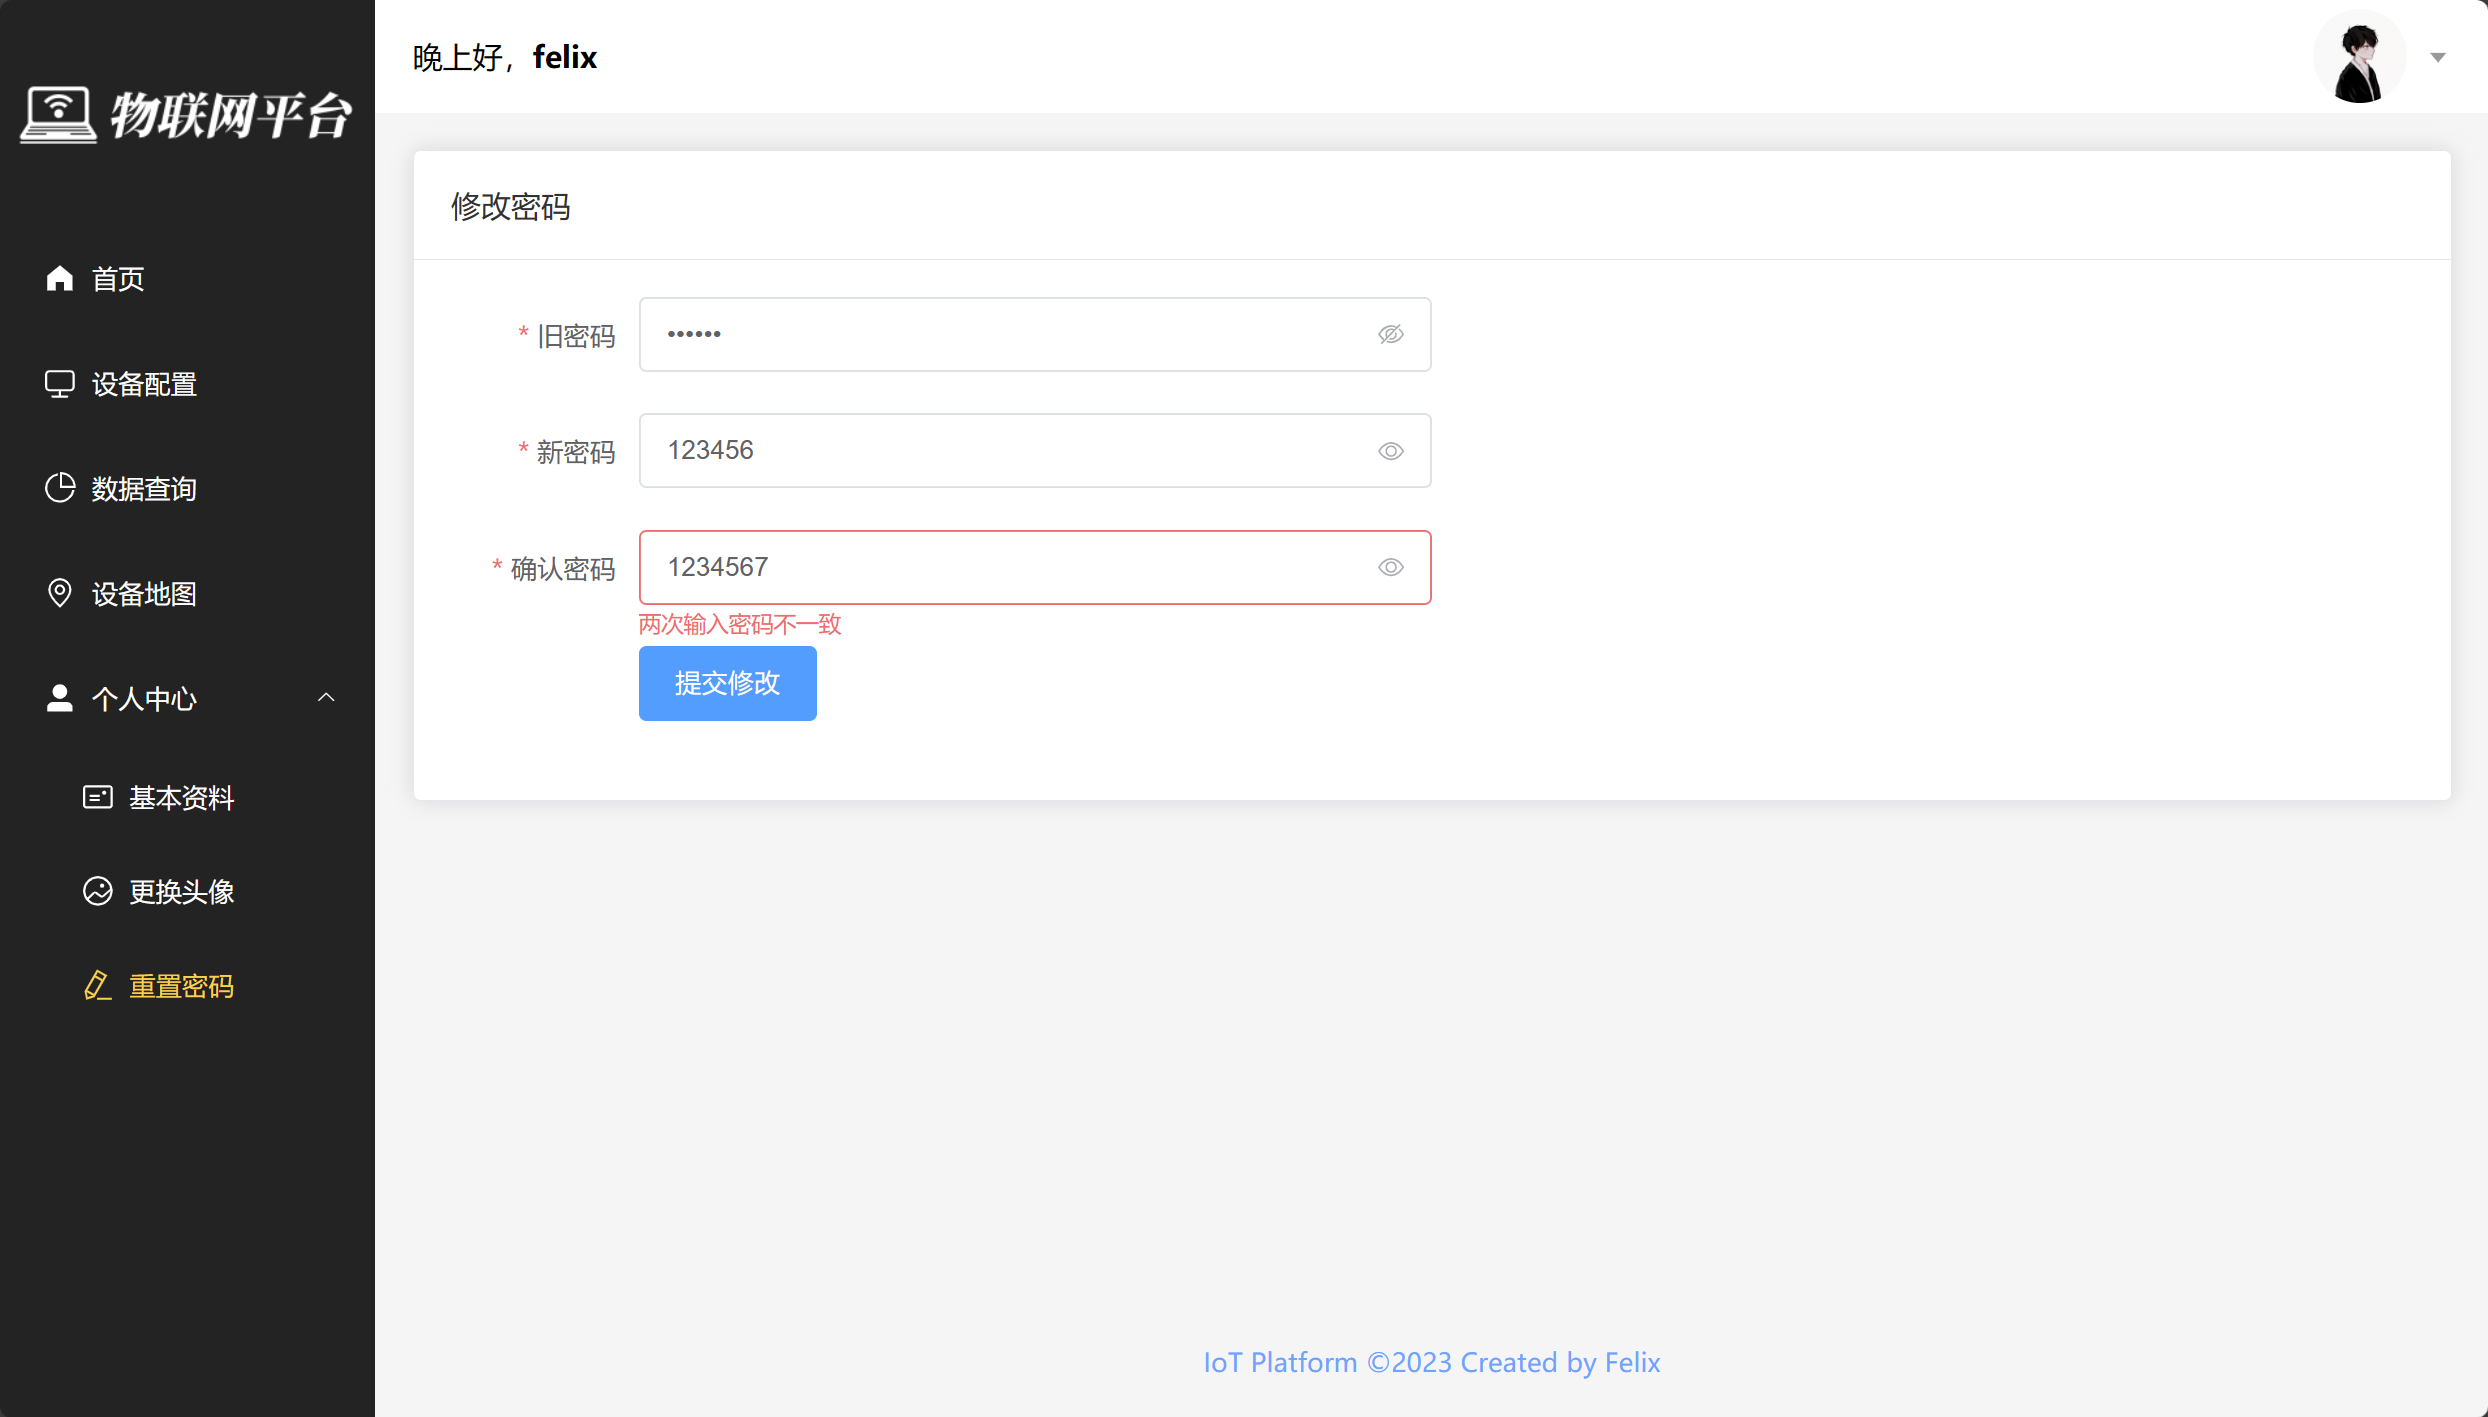 物联网平台
首页
设备配置
数据查询
设备地图
个人中心
基本资料
更换头像
重置密码
晚上好，felix
修改密码
* 旧密码 ••••••
* 新密码 123456
* 确认密码 1234567
两次输入密码不一致
提交修改
IoT Platform ©2023 Created by Felix